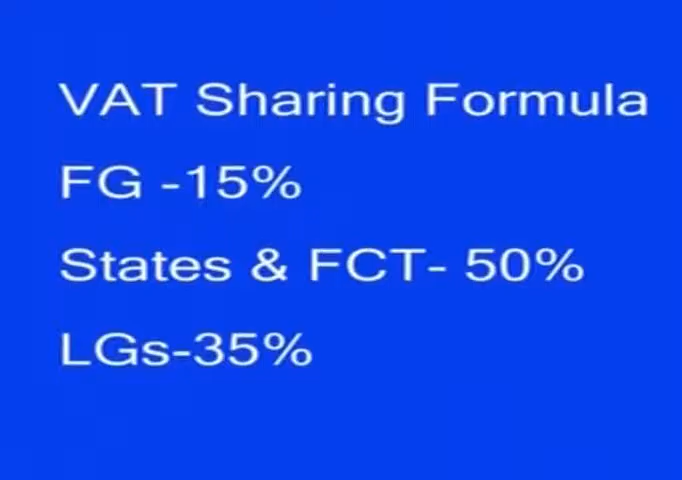 VAT Sharing Formula
FG -15%
States & FCT- 50%
LGs-35%